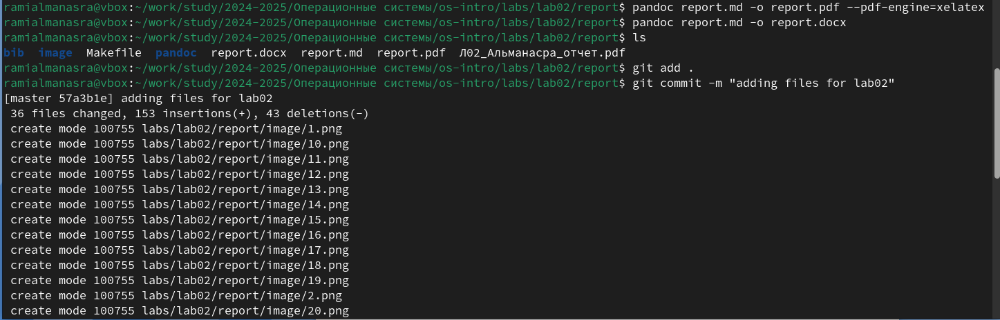 ramialmanasra@vbox:~/work/study/2024-2025/Операционные системы/os-intro/labs/lab02/report$ pandoc report.md -o report.pdf --pdf-engine=xelatex
ramialmanasra@vbox:~/work/study/2024-2025/Операционные системы/os-intro/labs/lab02/report$ pandoc report.md -o report.docx
ramialmanasra@vbox:~/work/study/2024-2025/Операционные системы/os-intro/labs/lab02/report$ ls
bib  image  Makefile  pandoc  report.docx  report.md  report.pdf  Л02_Альманасра_отчет.pdf
ramialmanasra@vbox:~/work/study/2024-2025/Операционные системы/os-intro/labs/lab02/report$ git add .
ramialmanasra@vbox:~/work/study/2024-2025/Операционные системы/os-intro/labs/lab02/report$ git commit -m "adding files for lab02"
[master 57a3b1e] adding files for lab02
 36 files changed, 153 insertions(+), 43 deletions(-)
 create mode 100755 labs/lab02/report/image/1.png
 create mode 100755 labs/lab02/report/image/10.png
 create mode 100755 labs/lab02/report/image/11.png
 create mode 100755 labs/lab02/report/image/12.png
 create mode 100755 labs/lab02/report/image/13.png
 create mode 100755 labs/lab02/report/image/14.png
 create mode 100755 labs/lab02/report/image/15.png
 create mode 100755 labs/lab02/report/image/16.png
 create mode 100755 labs/lab02/report/image/17.png
 create mode 100755 labs/lab02/report/image/18.png
 create mode 100755 labs/lab02/report/image/19.png
 create mode 100755 labs/lab02/report/image/2.png
 create mode 100755 labs/lab02/report/image/20.png